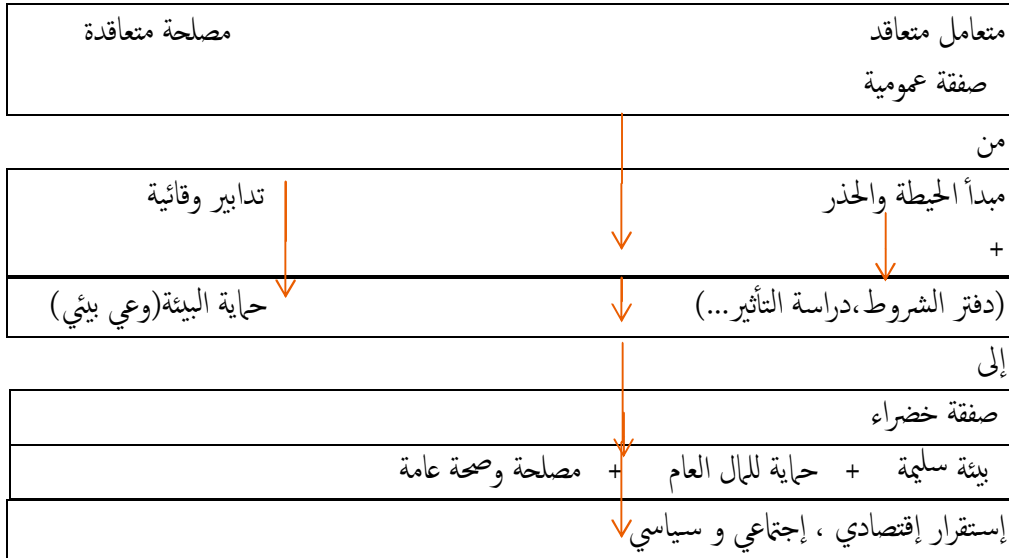 متعامل متعاقد مصلحة متعاقدة
صفقة عمومية
من
مبدأ الحيطة والحذر تدابير وقائية
+
(دفتر الشروط،دراسة التأثير...) حماية البيئة(وعي بيئي)
إلى
صفقة خضراء
بيئة سليمة + حماية للمال العام + مصلحة وصحة عامة
إستقرار إقتصادي ، إجتماعي و سياسي